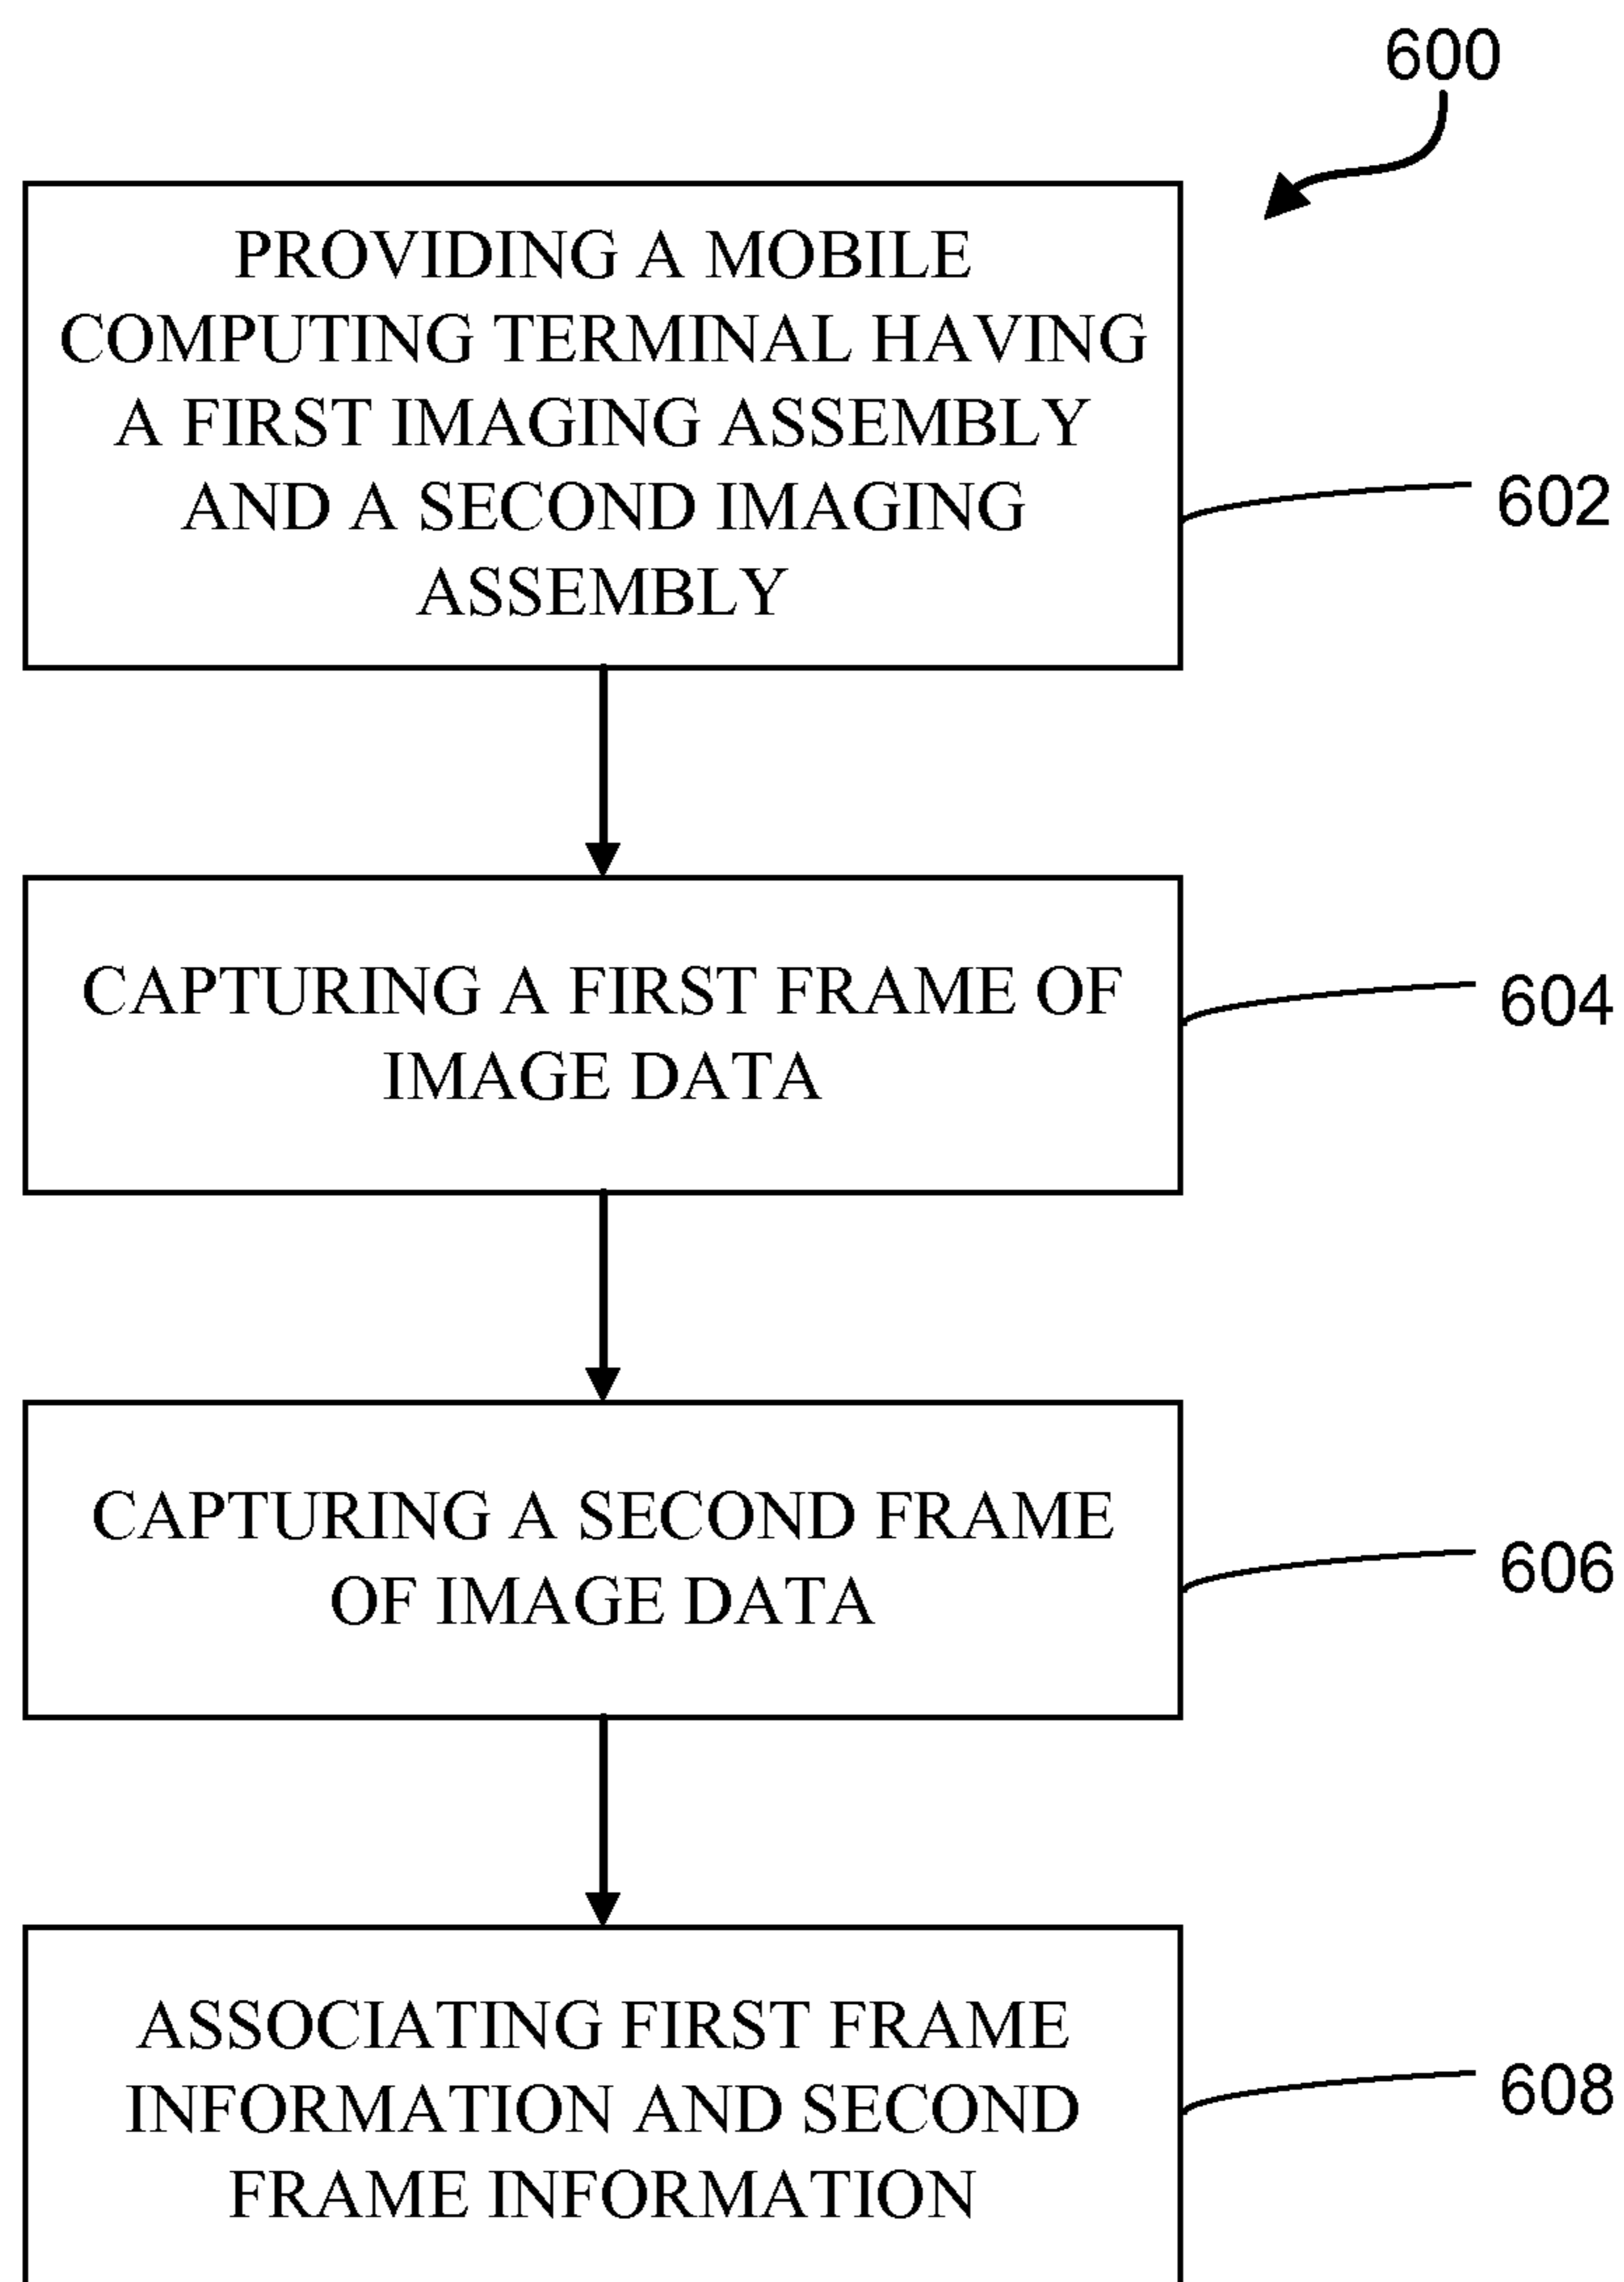 600
PROVIDING A MOBILE
COMPUTING TERMINAL HAVING
A FIRST IMAGING ASSEMBLY
AND A SECOND IMAGING
ASSEMBLY
602
CAPTURING A FIRST FRAME OF
IMAGE DATA
604
CAPTURING A SECOND FRAME
OF IMAGE DATA
606
ASSOCIATING FIRST FRAME
INFORMATION AND SECOND
FRAME INFORMATION
608